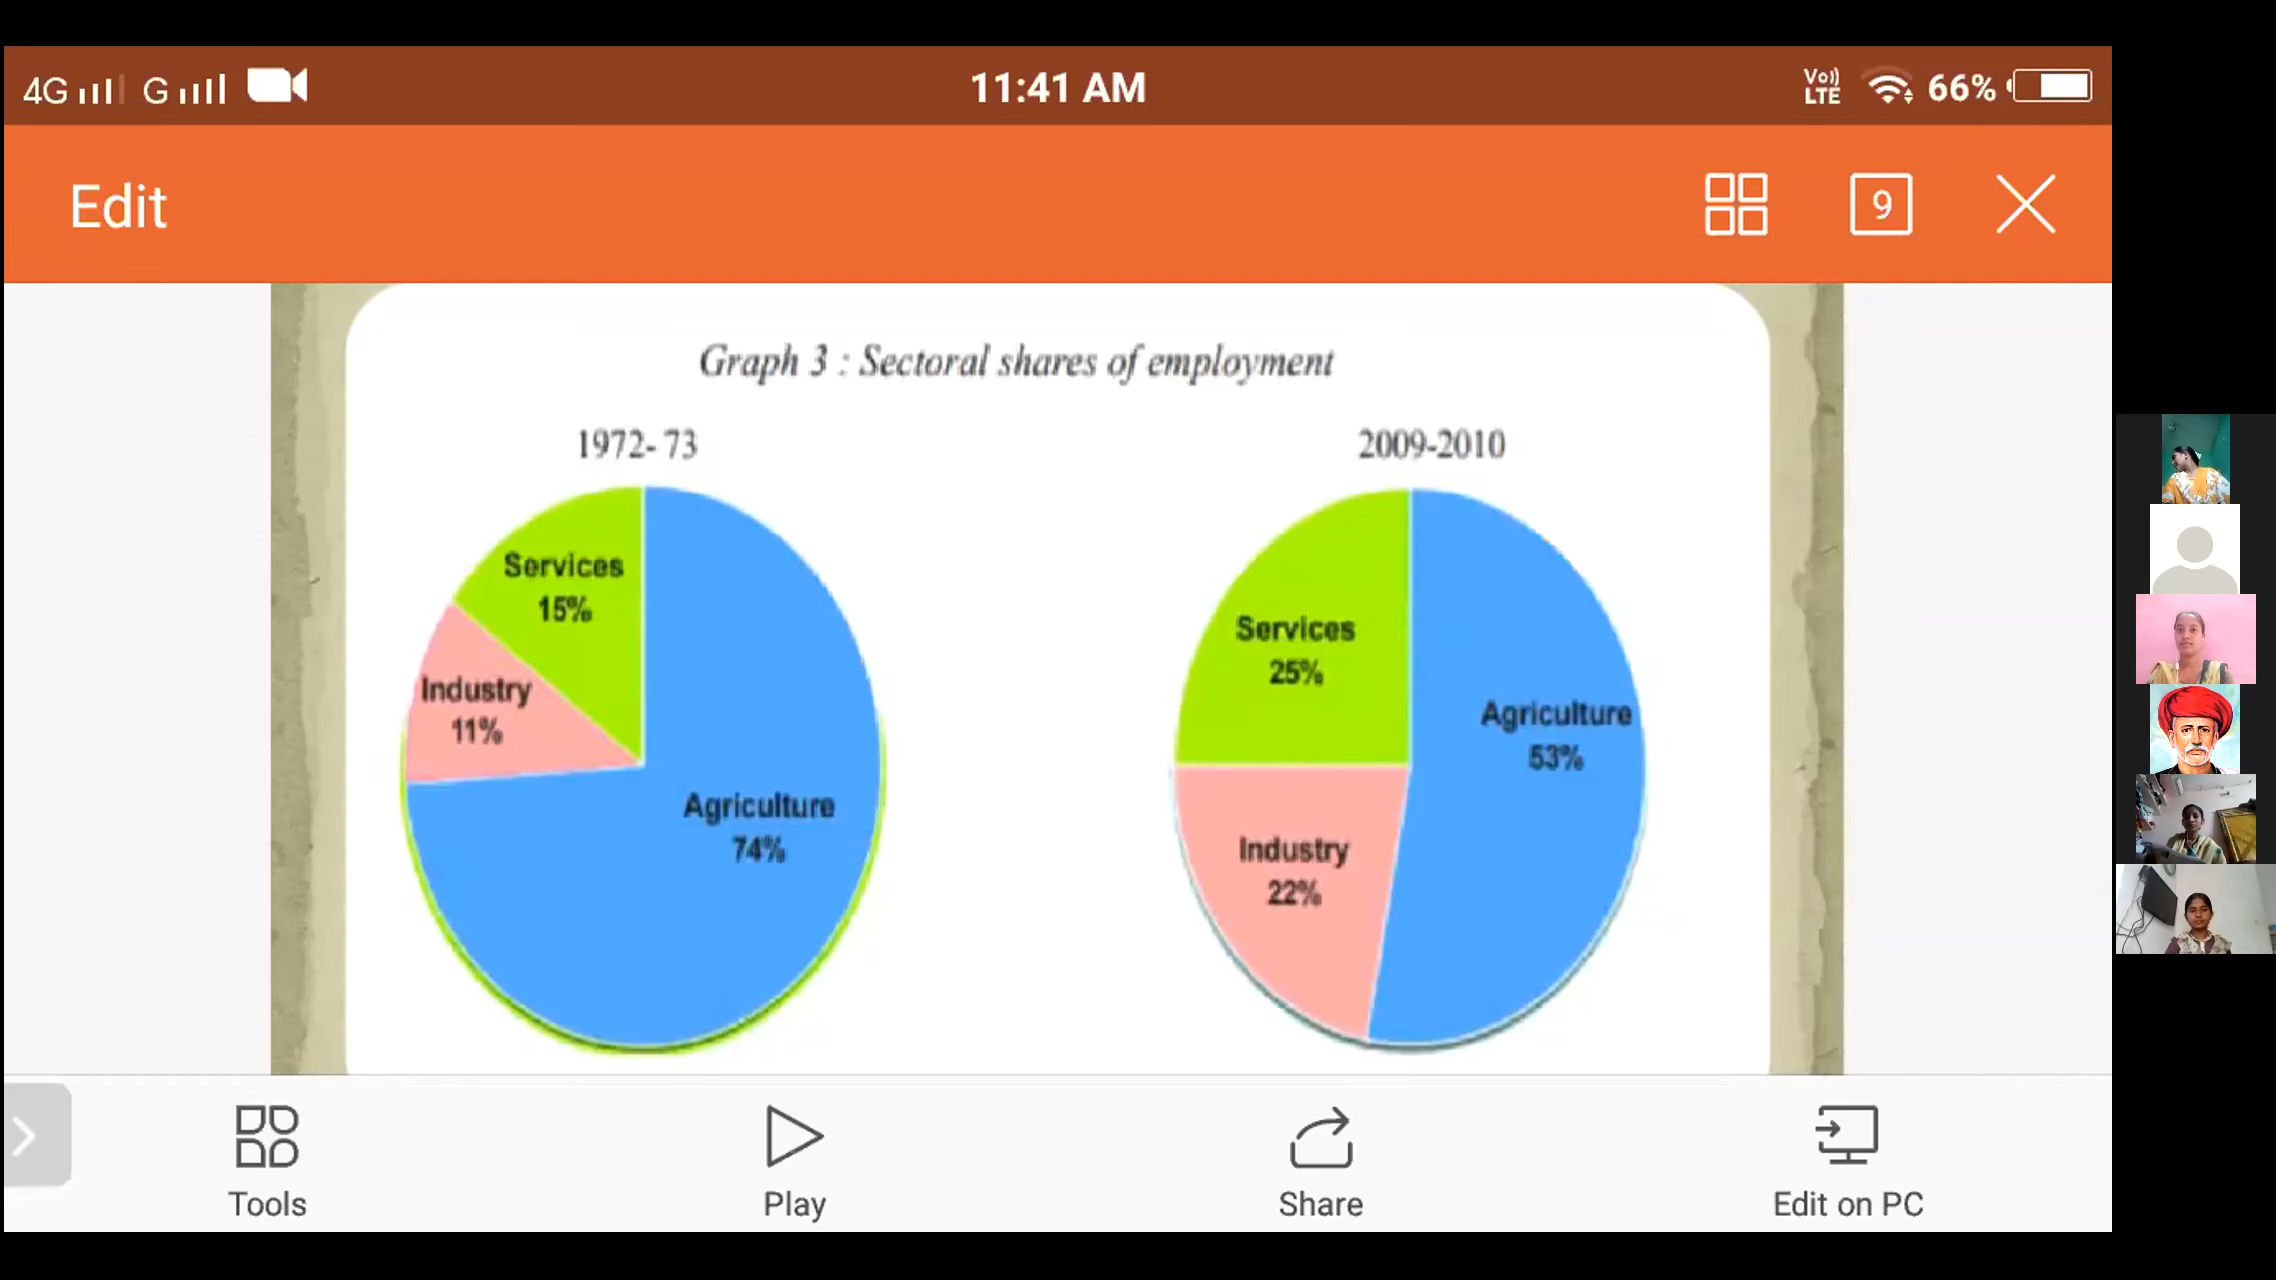 4G G 11:41 AM Vo)) LTE 66%
Edit 9
Graph 3 : Sectoral shares of employment
1972- 73
2009-2010
Services
15%
Industry
11%
Agriculture
74%
Services
25%
Agriculture
53%
Industry
22%
Tools Play Share Edit on PC